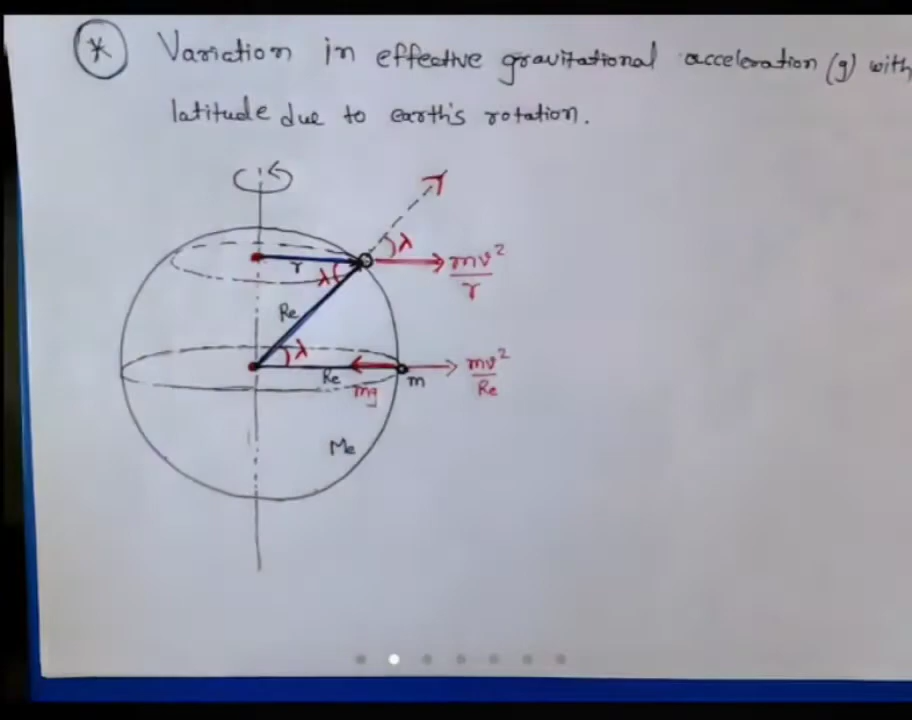 * Variation in effective gravitational acceleration (g) with
latitude due to earth's rotation.
λ
r
λ
mv²/r
Re
λ
Re
mg
m
mv²/Re
Me